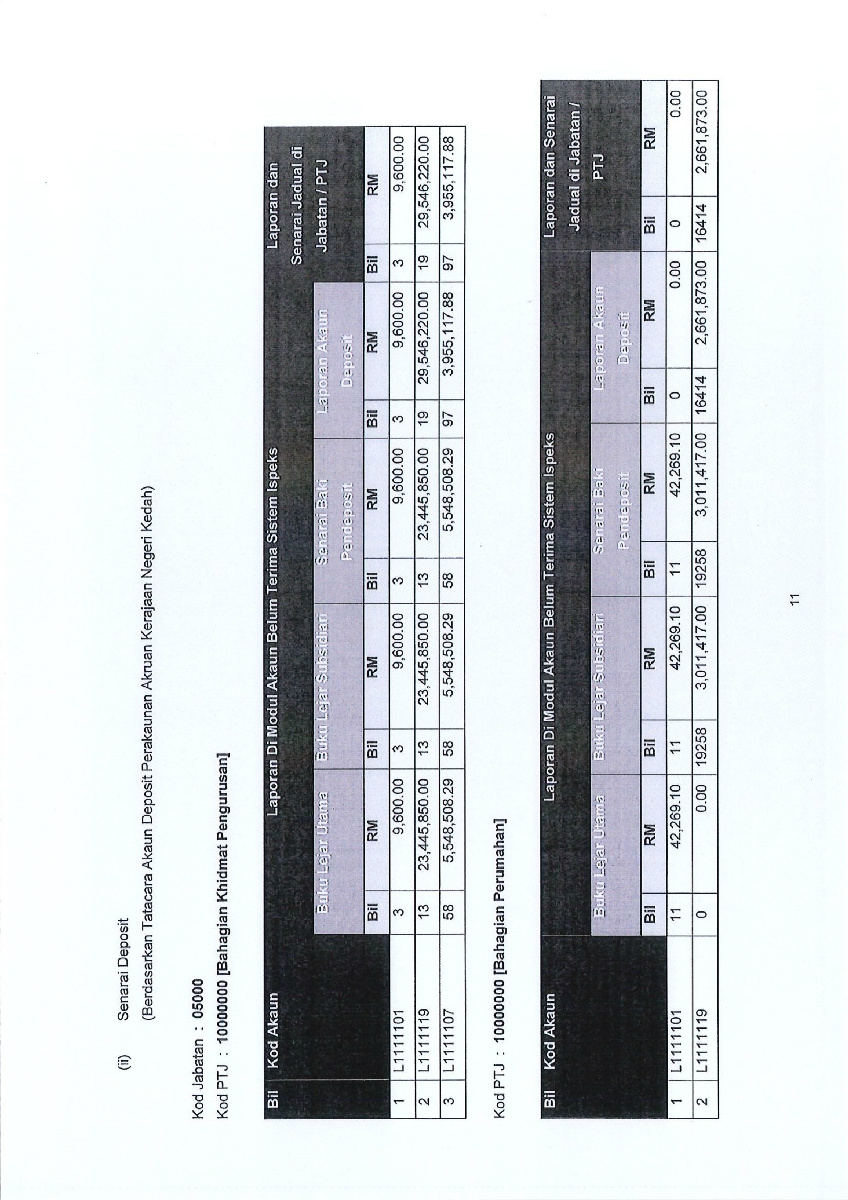 (ii) Senarai Deposit
(Berdasarkan Tatacara Akaun Deposit Perakaunan Akruan Kerajaan Negeri Kedah)
Kod Jabatan : 05000
Kod PTJ : 10000000 [Bahagian Khidmat Pengurusan]
Bil Kod Akaun Laporan Di Modul Akaun Belum Terima Sistem Ispeks Laporan dan
Senarai Jadual di
Jabatan / PTJ
Buku Lejar Utama Buku Lejar Subsidiari Senarai Baki Laporan Akaun
Pendeposit Deposit
Bil RM Bil RM Bil RM Bil RM Bil RM
1 L1111101 3 9,600.00 3 9,600.00 3 9,600.00 3 9,600.00 3 9,600.00
2 L1111119 13 23,445,850.00 13 23,445,850.00 13 23,445,850.00 19 29,546,220.00 19 29,546,220.00
3 L1111107 58 5,548,508.29 58 5,548,508.29 58 5,548,508.29 97 3,955,117.88 97 3,955,117.88
Kod PTJ : 10000000 [Bahagian Perumahan]
Bil Kod Akaun Laporan Di Modul Akaun Belum Terima Sistem Ispeks Laporan dan Senarai
Jadual di Jabatan /
PTJ
Buku Lejar Utama Buku Lejar Subsidiari Senarai Baki Laporan Akaun
Pendeposit Deposit
Bil RM Bil RM Bil RM Bil RM Bil RM
1 L1111101 11 42,269.10 11 42,269.10 11 42,269.10 0 0.00 0 0.00
2 L1111119 0 0.00 19258 3,011,417.00 19258 3,011,417.00 16414 2,661,873.00 16414 2,661,873.00
11